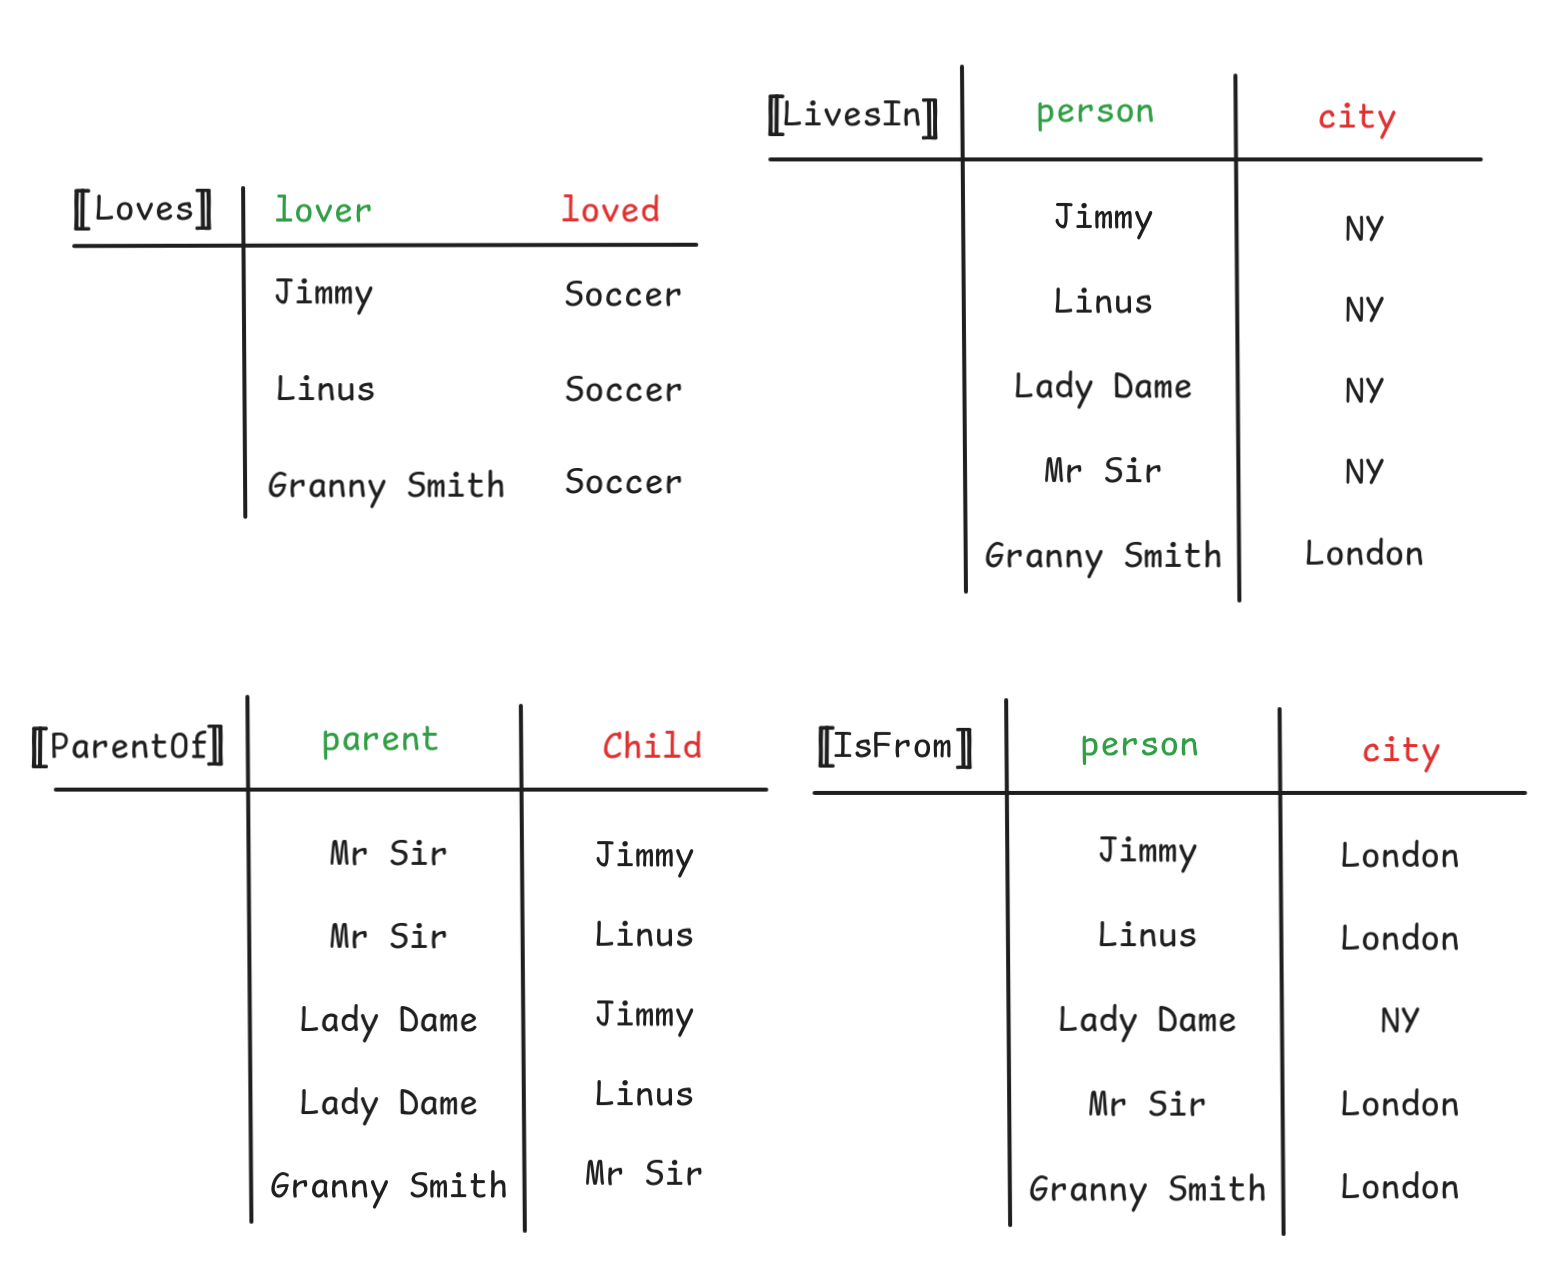 ⟦Loves⟧ lover loved
Jimmy Soccer
Linus Soccer
Granny Smith Soccer
⟦LivesIn⟧ person city
Jimmy NY
Linus NY
Lady Dame NY
Mr Sir NY
Granny Smith London
⟦ParentOf⟧ parent Child
Mr Sir Jimmy
Mr Sir Linus
Lady Dame Jimmy
Lady Dame Linus
Granny Smith Mr Sir
⟦IsFrom⟧ person city
Jimmy London
Linus London
Lady Dame NY
Mr Sir London
Granny Smith London